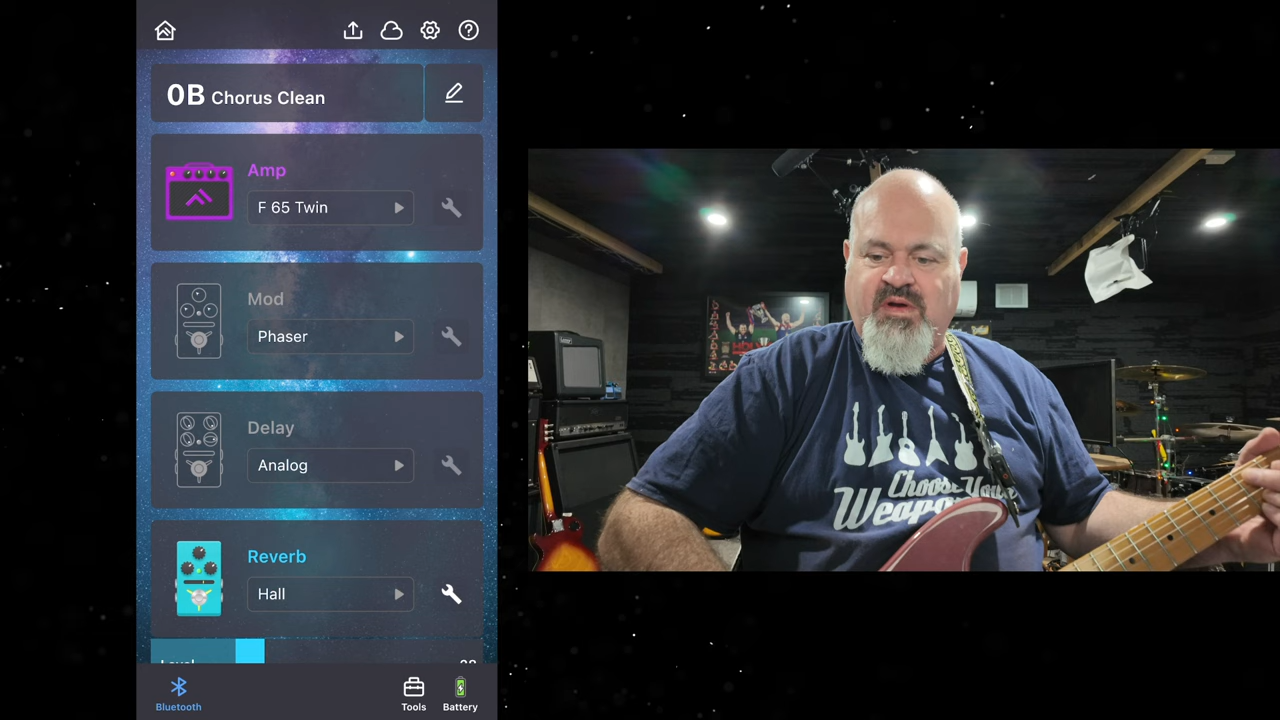 0B Chorus Clean
Amp
F 65 Twin
Mod
Phaser
Delay
Analog
Reverb
Hall
Bluetooth
Tools
Battery
Choose Your
Weapon